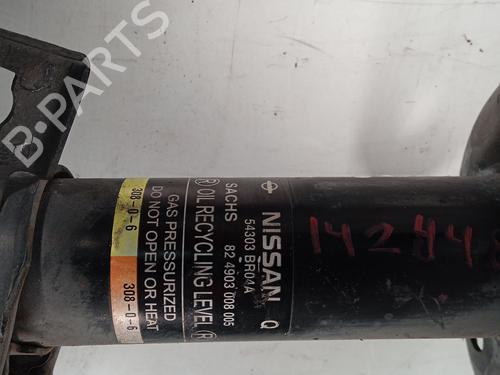 B-PARTS
NISSAN Q
54303 BR04A
SACHS 82 4903 008 005
OIL RECYCLING LEVEL
GAS PRESSURIZED
DO NOT OPEN OR HEAT
308-0-6
308-0-6
14244